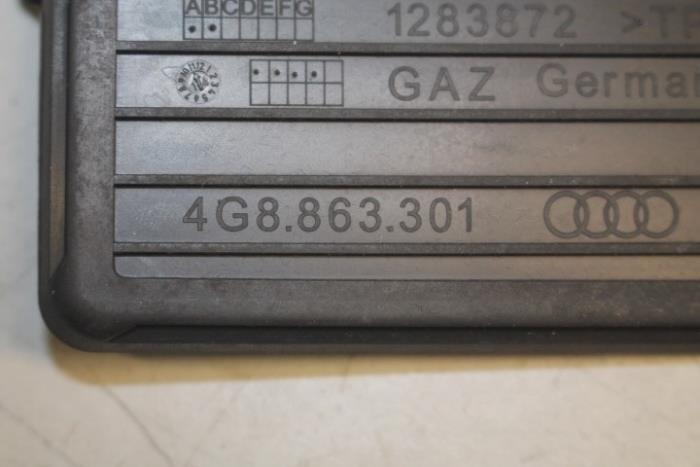 ABCDEFG
1283872 >T
GAZ German
4G8.863.301